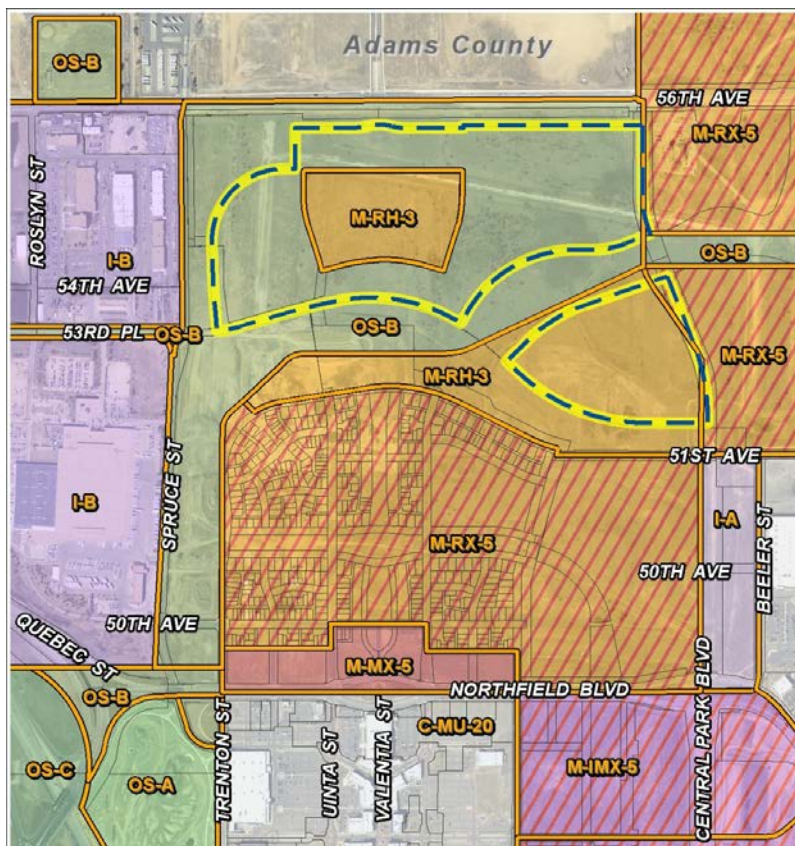 Adams County
OS-B
56TH AVE
M-RX-5
ROSLYN ST
M-RH-3
I-B
OS-B
54TH AVE
53RD PL
OS-B
OS-B
M-RH-3
M-RX-5
51ST AVE
I-B
SPRUCE ST
I-A
BEELER ST
M-RX-5
50TH AVE
50TH AVE
QUEBEC ST
M-MX-5
OS-B
NORTHFIELD BLVD
C-MU-20
TRENTON ST
UINTA ST
VALENTIA ST
CENTRAL PARK BLVD
OS-C
OS-A
M-IMX-5